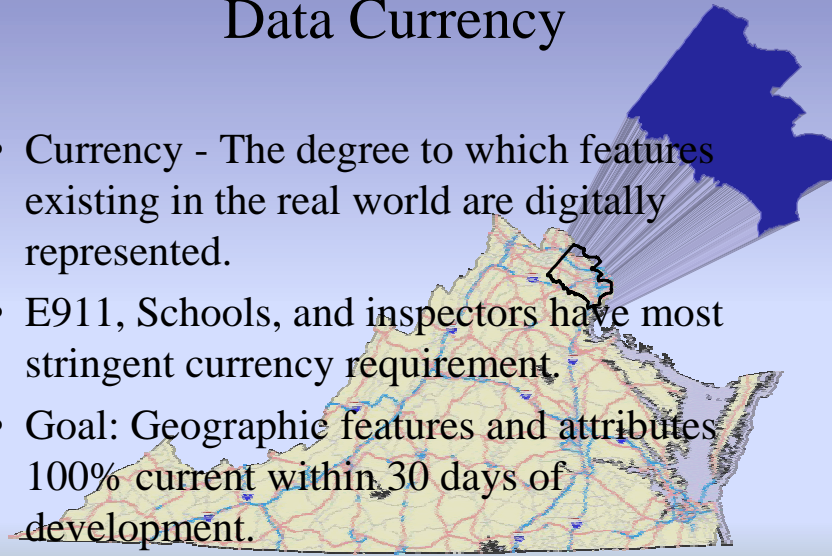 Data Currency
• Currency - The degree to which features
existing in the real world are digitally
represented.
• E911, Schools, and inspectors have most
stringent currency requirement.
• Goal: Geographic features and attributes
100% current within 30 days of
development.